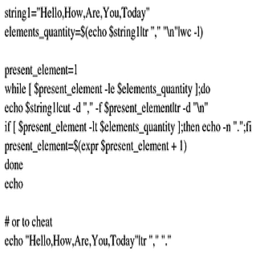 string1="Hello,How,Are,You,Today"
elements_quantity=$(echo $string1|tr "," "\n"|wc -l)
present_element=1
while [ $present_element -le $elements_quantity ];do
echo $string1|cut -d "," -f $present_element|tr -d "\n"
if [ $present_element -lt $elements_quantity ];then echo -n ".";fi
present_element=$(expr $present_element + 1)
done
echo
# or to cheat
echo "Hello,How,Are,You,Today"|tr "," "."